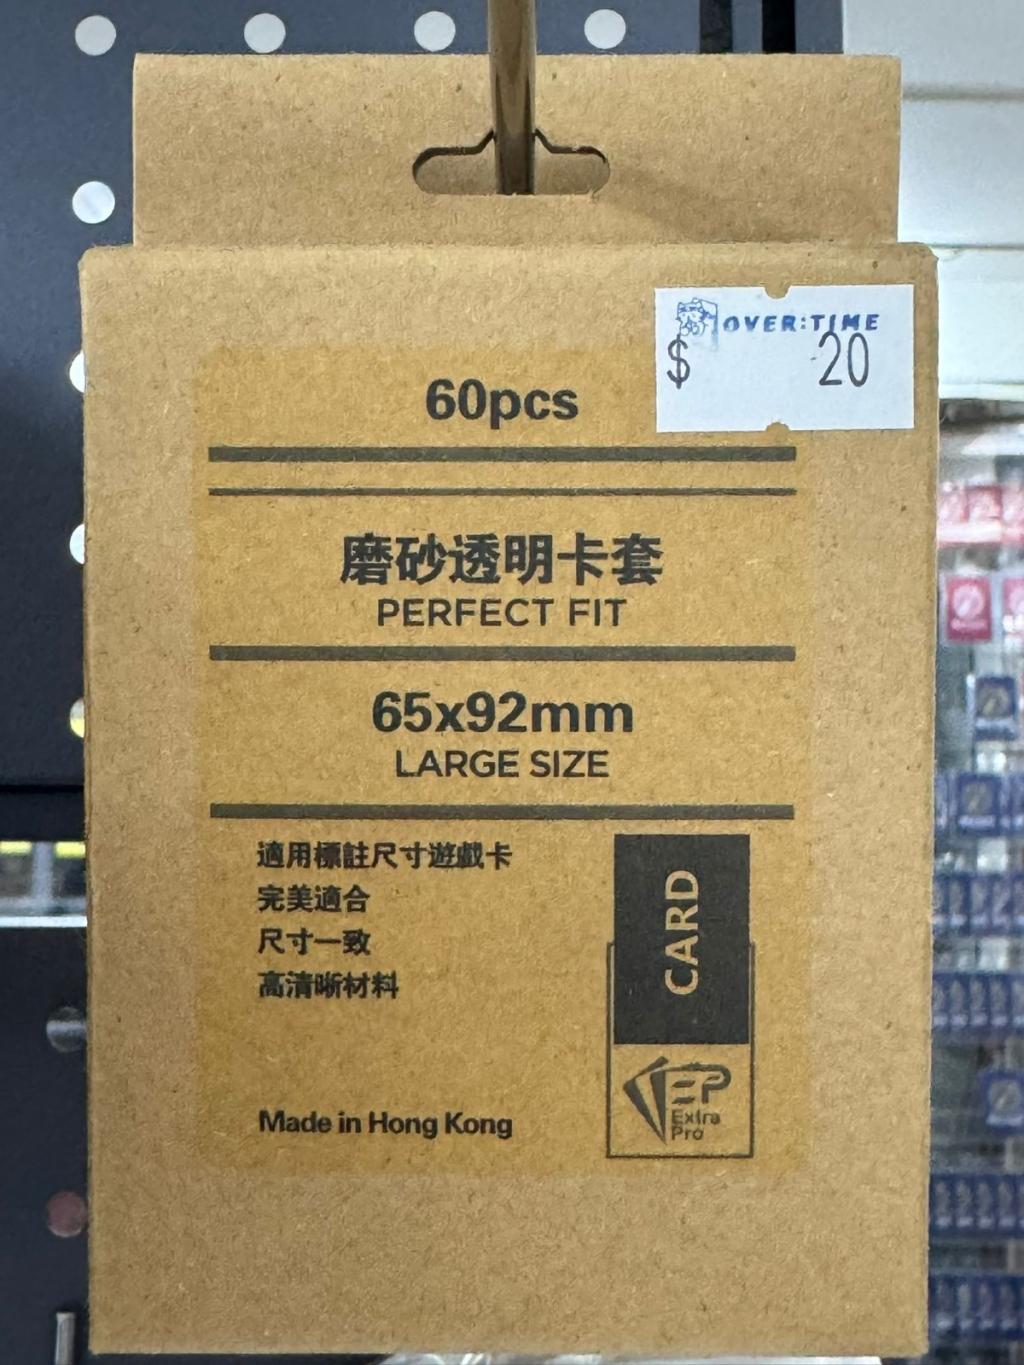 OVER:TIME
$ 20
60pcs
磨砂透明卡套
PERFECT FIT
65x92mm
LARGE SIZE
適用標註尺寸遊戲卡
完美適合
尺寸一致
高清晰材料
CARD
EP
Extra
Pro
Made in Hong Kong